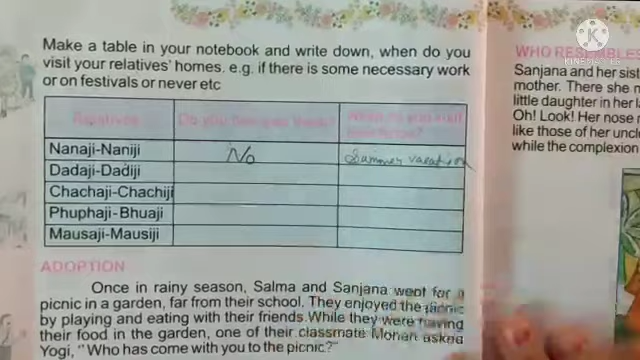 KINEMASTER
Make a table in your notebook and write down, when do you
visit your relatives' homes. e.g. if there is some necessary work
or on festivals or never etc
Relatives
Nanaji-Naniji No Summer vacation
Dadaji-Dadiji
Chachaji-Chachiji
Phuphaji-Bhuaji
Mausaji-Mausiji
ADOPTION
Once in rainy season, Salma and Sanjana went for a
picnic in a garden, far from their school. They enjoyed the picnic
by playing and eating with their friends. While they were having
their food in the garden, one of their classmate Mohan asked
Yogi, "Who has come with you to the picnic?"
WHO RESEMBLES
Sanjana and her sist
mother. There she m
little daughter in her l
Oh! Look! Her nose
like those of her uncl
while the complexion